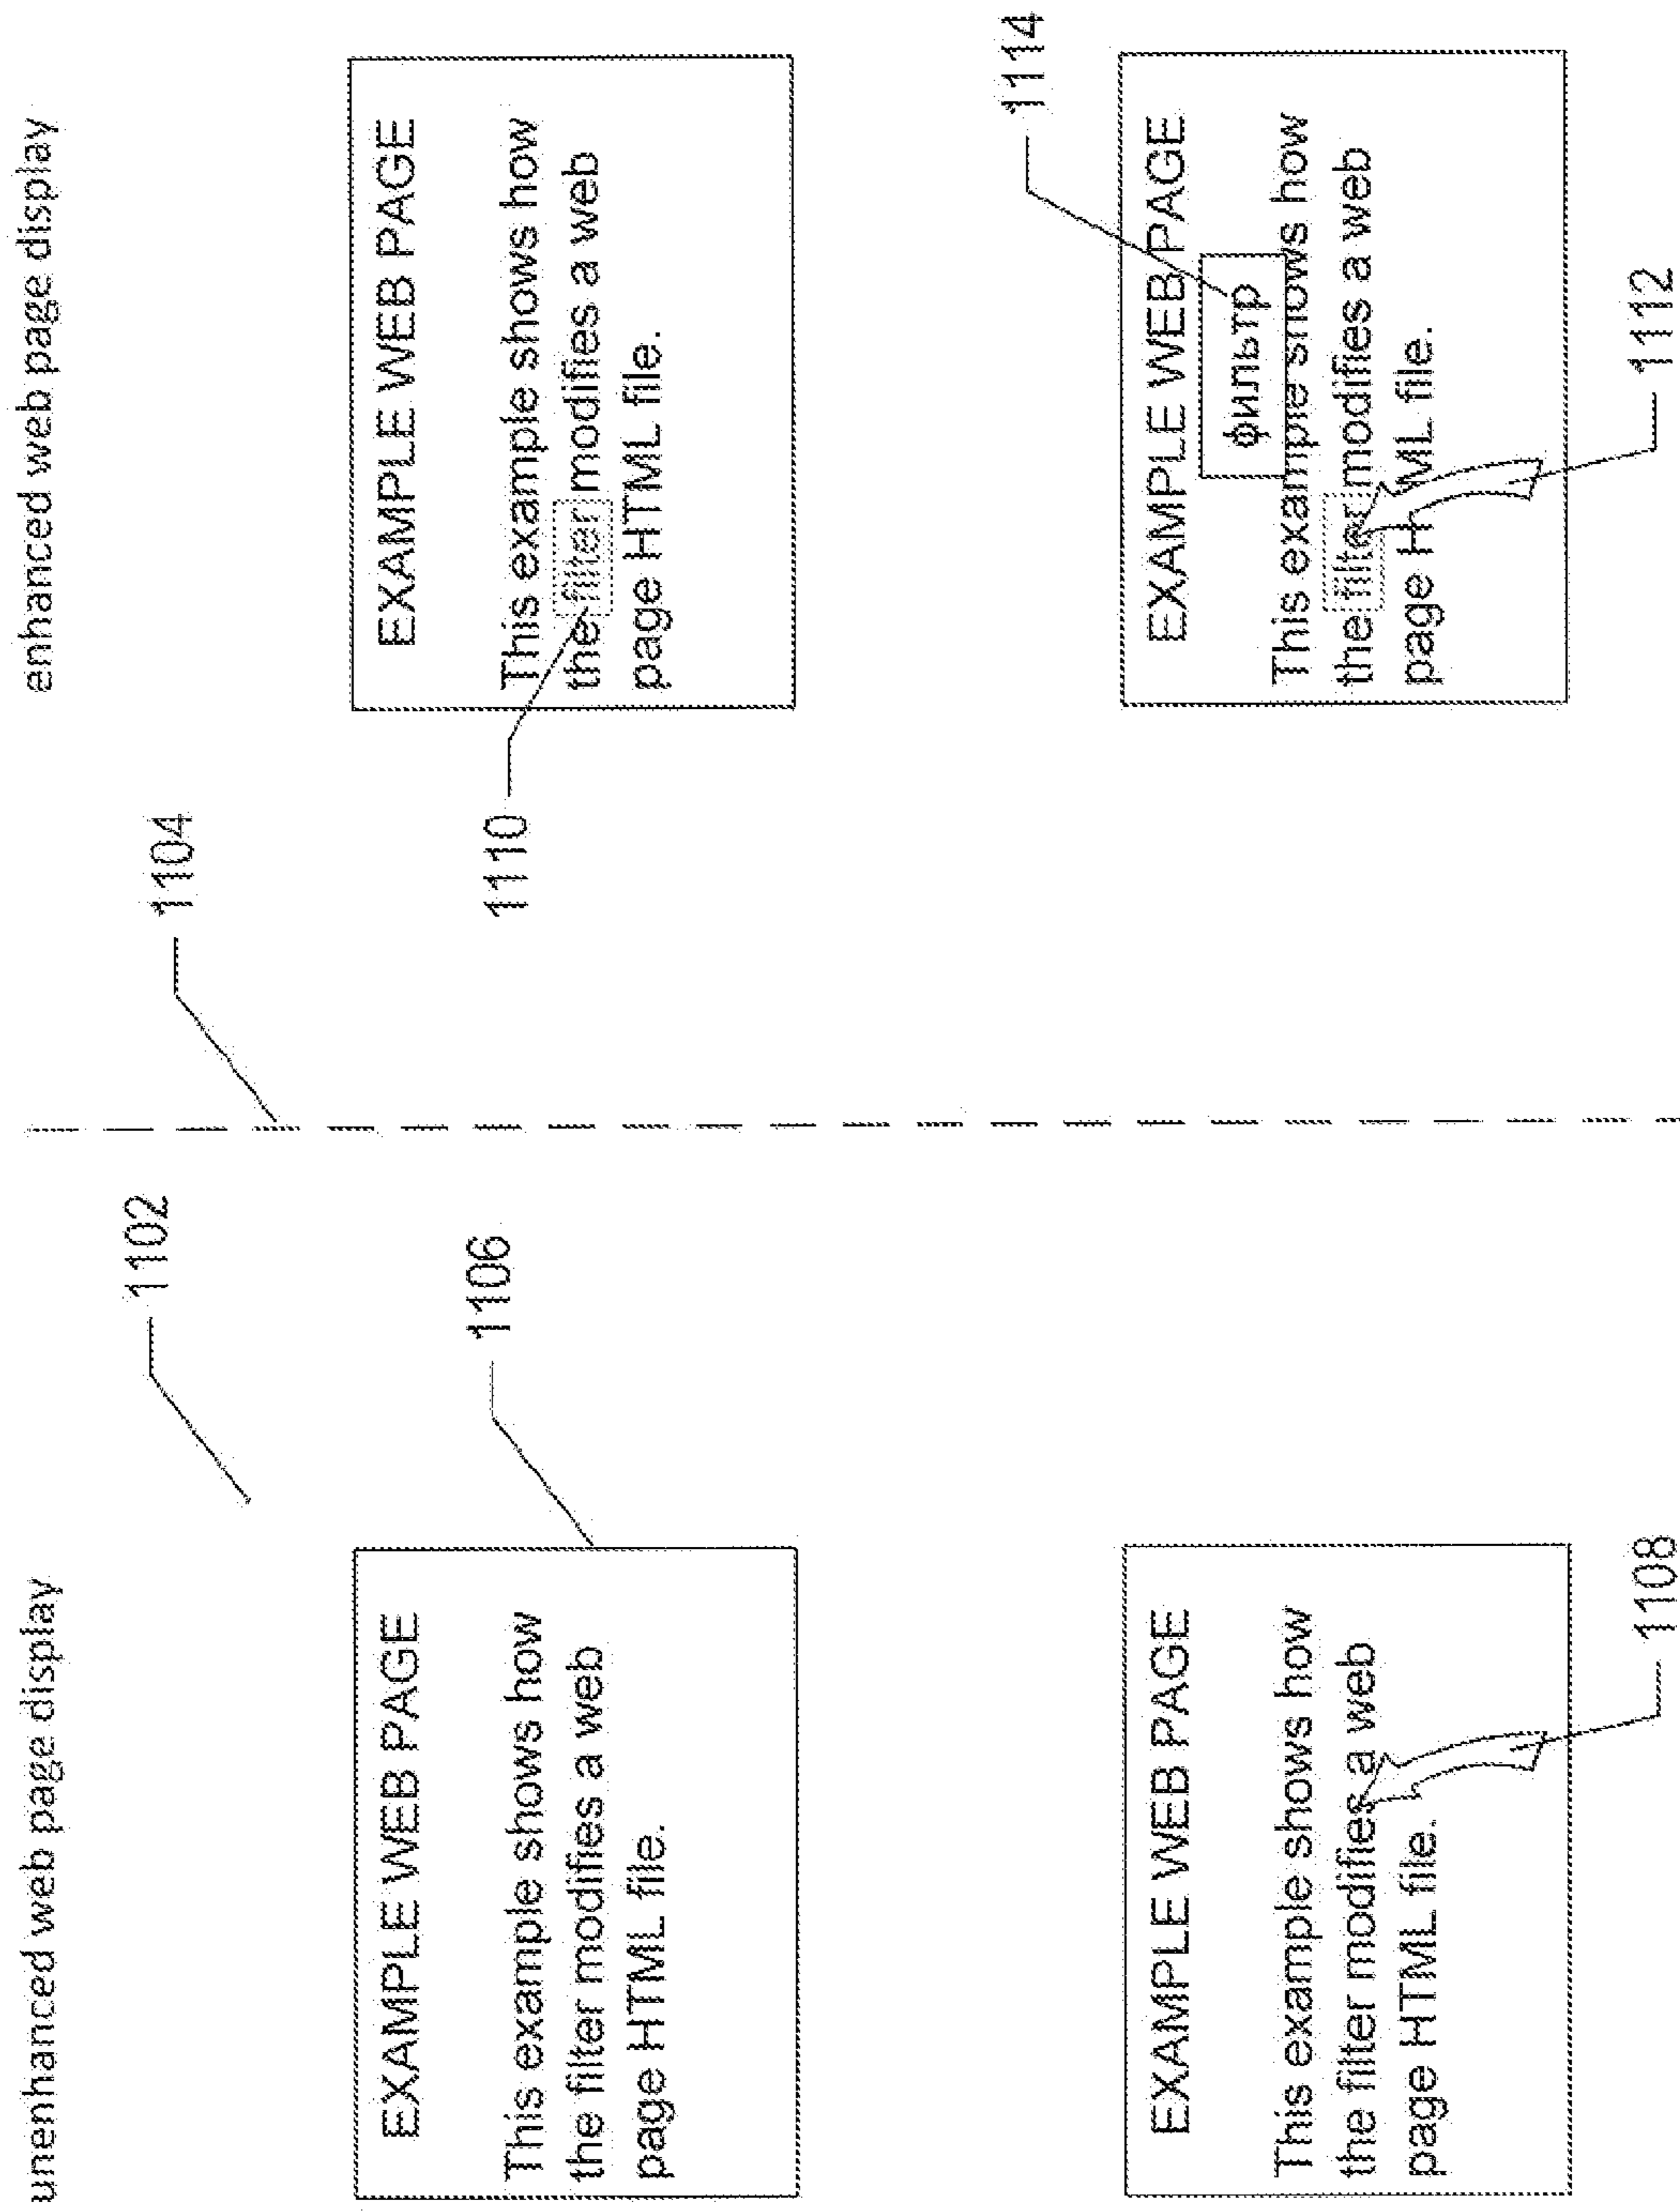 unenhanced web page display
1102
EXAMPLE WEB PAGE
This example shows how
the filter modifies a web
page HTML file.
1106
EXAMPLE WEB PAGE
This example shows how
the filter modifies a web
page HTML file.
1108
enhanced web page display
1104
EXAMPLE WEB PAGE
This example shows how
the filter modifies a web
page HTML file.
1110
1114
EXAMPLE WEB PAGE
фильтр
This example shows how
the filter modifies a web
page HTML file.
1112